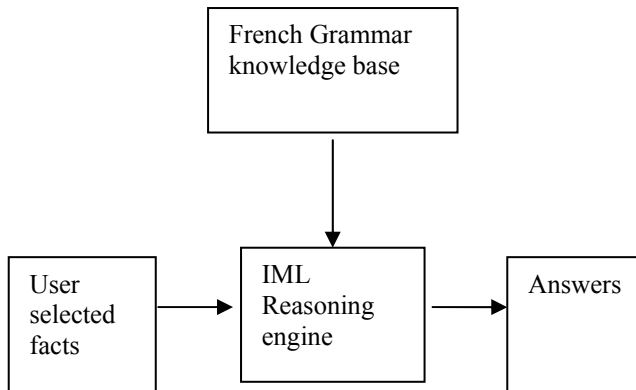 French Grammar
knowledge base
User
selected
facts
IML
Reasoning
engine
Answers